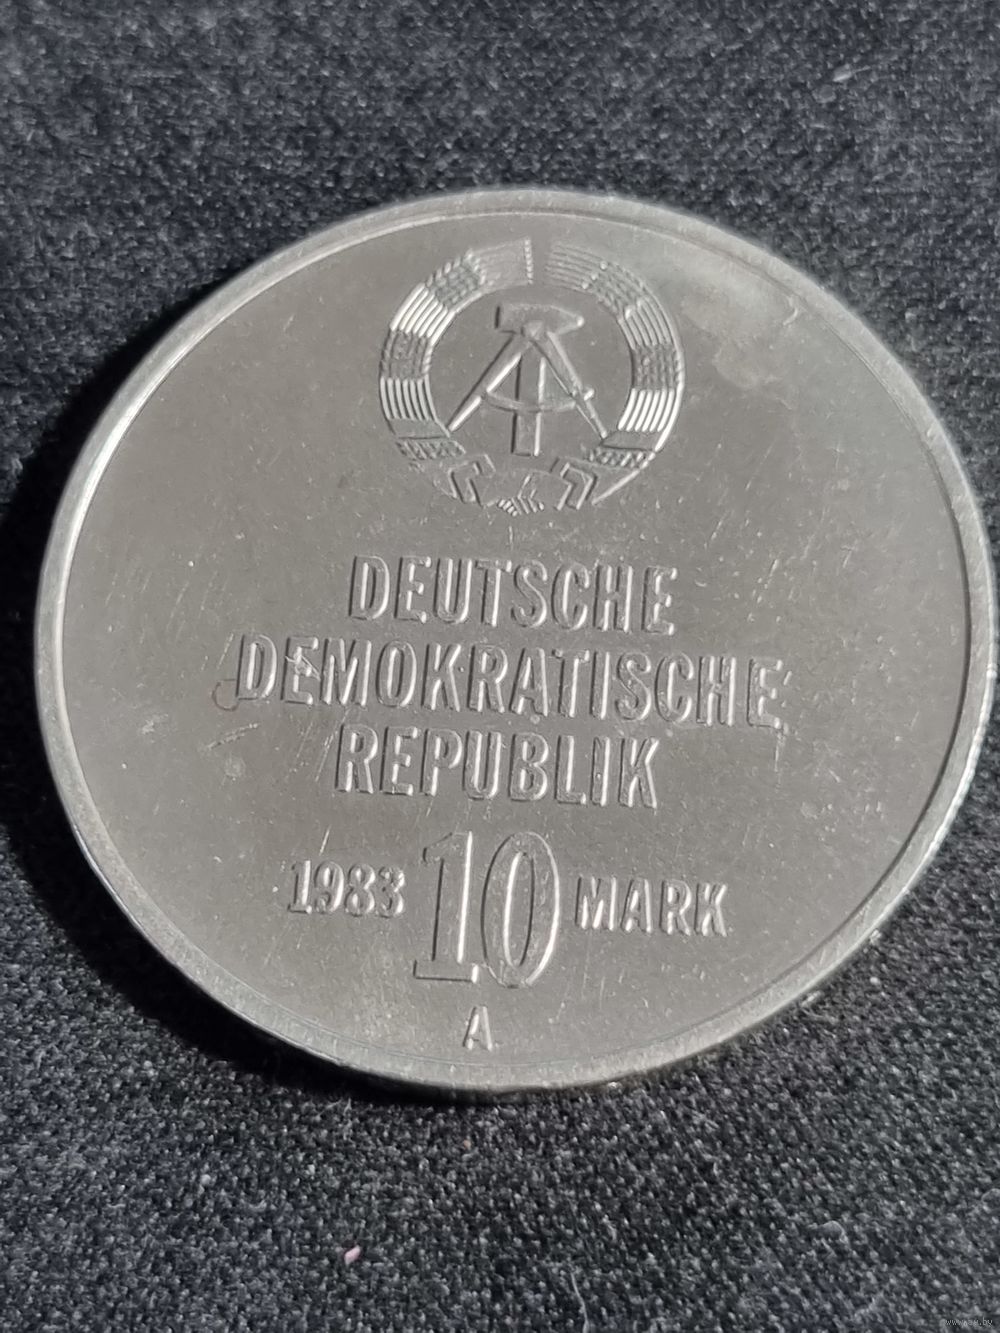 DEUTSCHE
DEMOKRATISCHE
REPUBLIK
1983 10 MARK
A